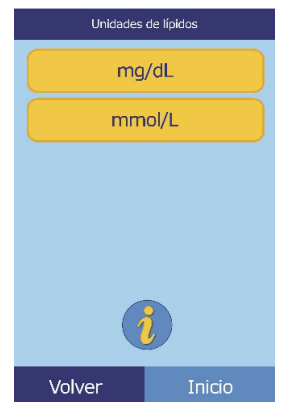 Unidades de lípidos
mg/dL
mmol/L
i
Volver Inicio